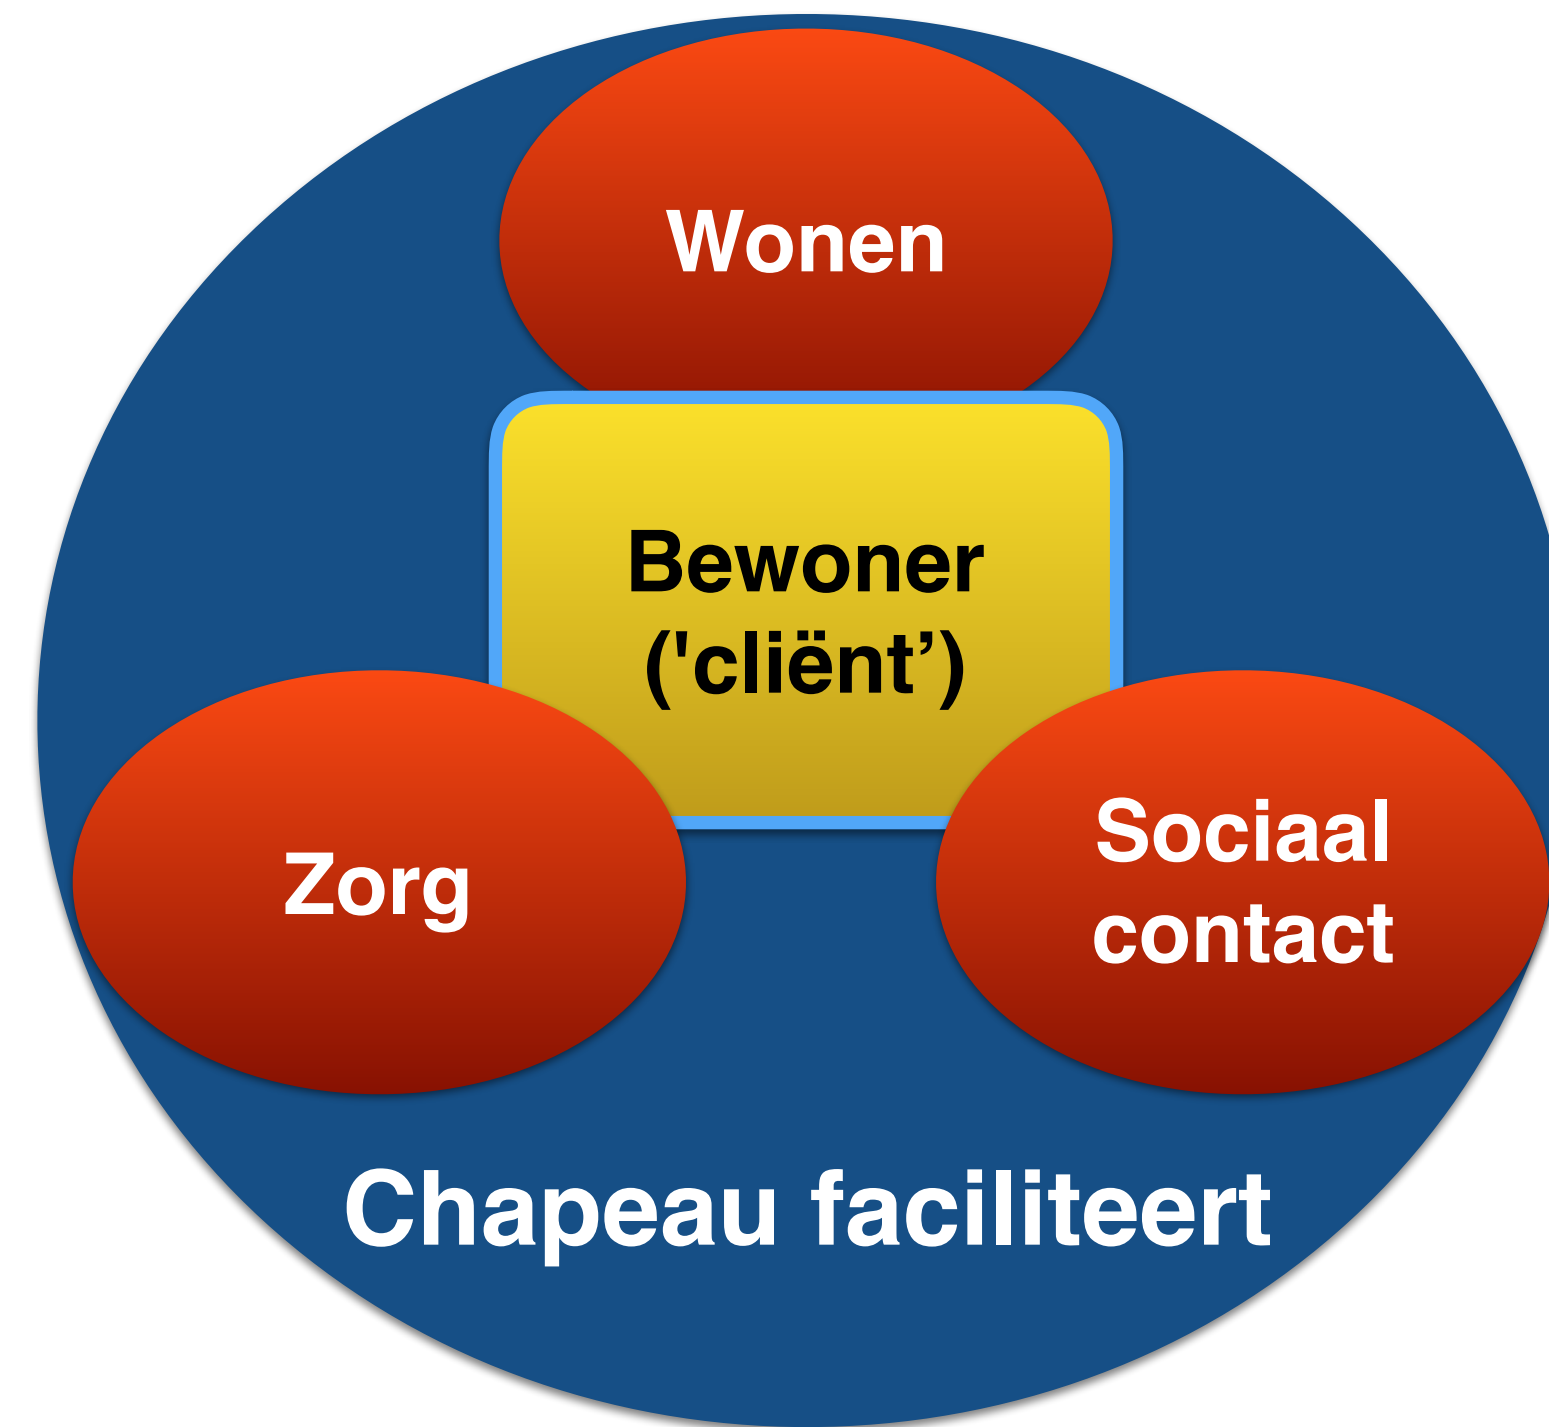 Wonen
Bewoner
('cliënt’)
Zorg
Sociaal
contact
Chapeau faciliteert